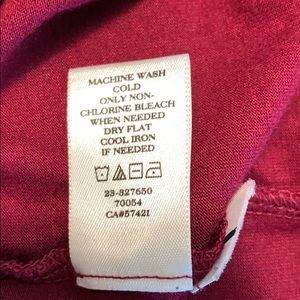 MACHINE WASH
COLD
ONLY NON-
CHLORINE BLEACH
WHEN NEEDED
DRY FLAT
COOL IRON
IF NEEDED
23-327650
70054
CA#57421